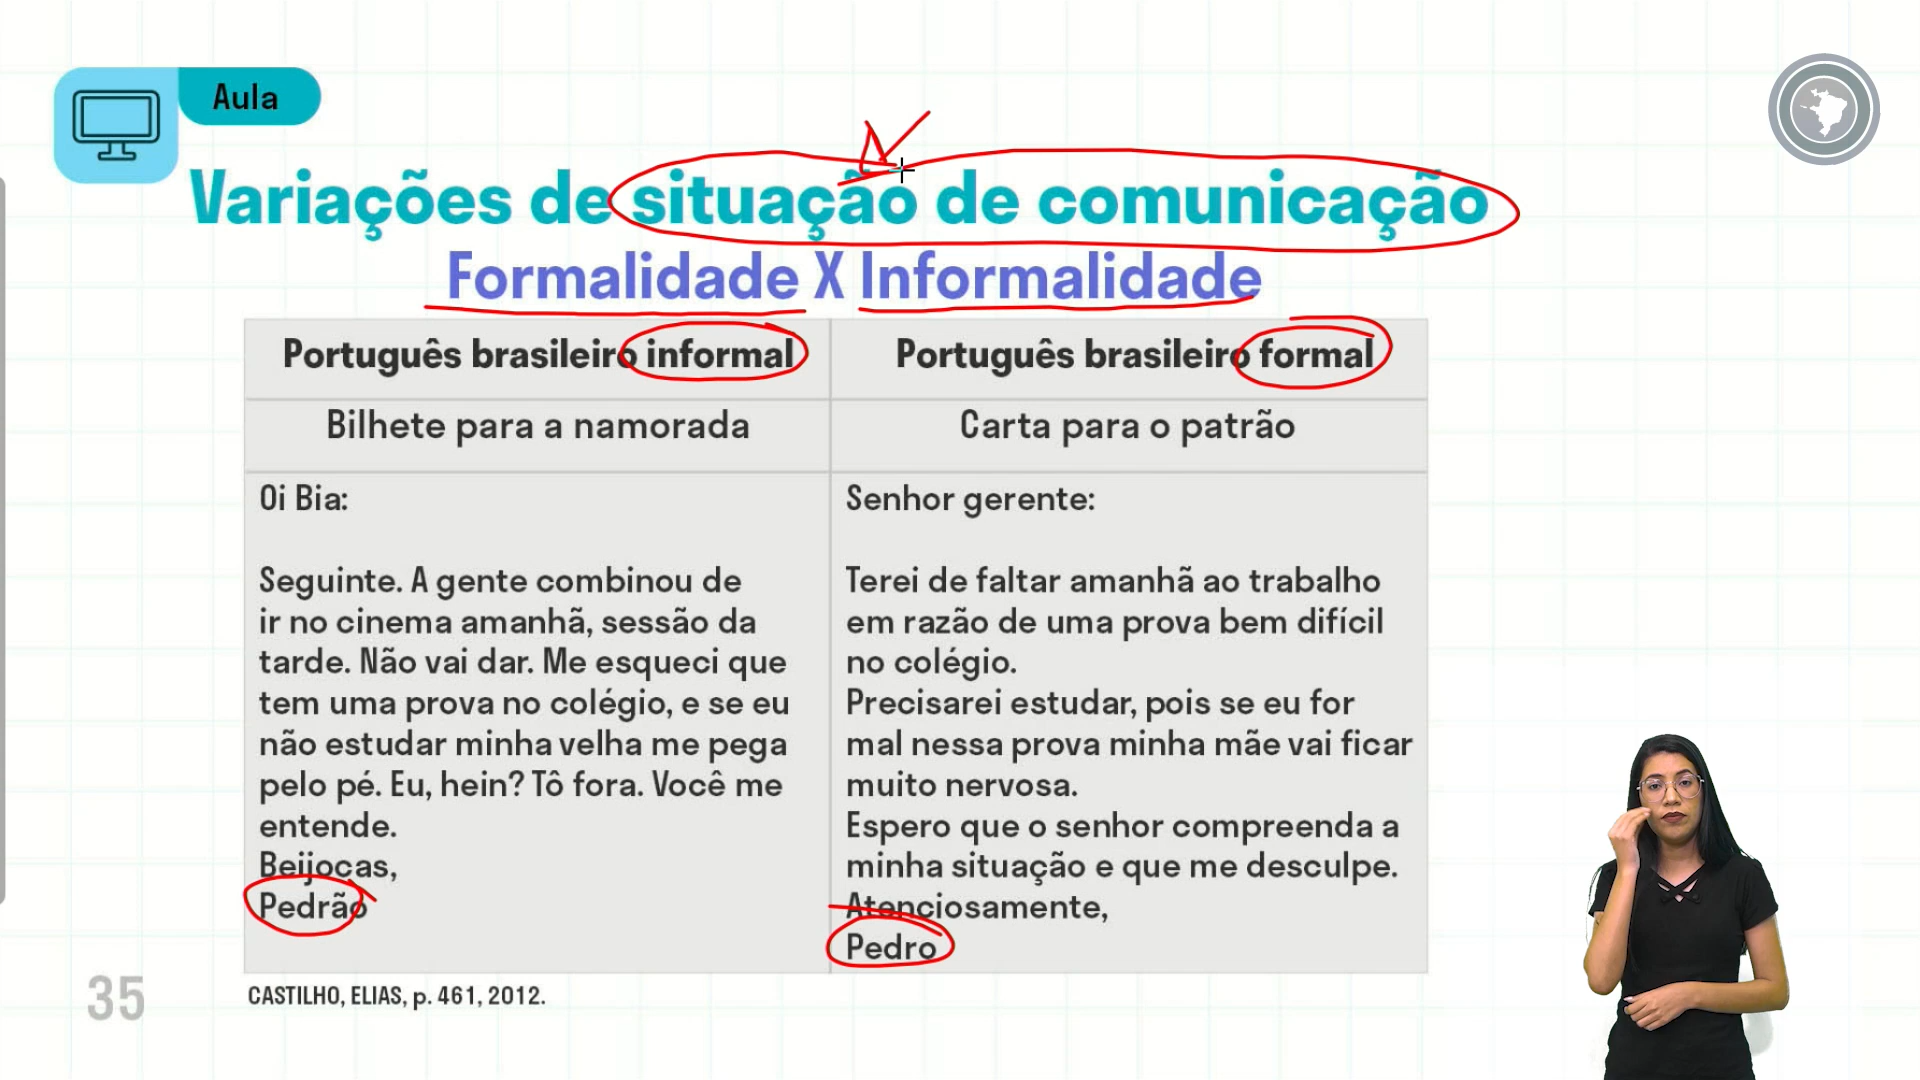 Aula
Variações de situação de comunicação
Formalidade X Informalidade
Português brasileiro informal
Português brasileiro formal
Bilhete para a namorada
Carta para o patrão
Oi Bia:
Seguinte. A gente combinou de
ir no cinema amanhã, sessão da
tarde. Não vai dar. Me esqueci que
tem uma prova no colégio, e se eu
não estudar minha velha me pega
pelo pé. Eu, hein? Tô fora. Você me
entende.
Beijocas,
Pedrão
Senhor gerente:
Terei de faltar amanhã ao trabalho
em razão de uma prova bem difícil
no colégio.
Precisarei estudar, pois se eu for
mal nessa prova minha mãe vai ficar
muito nervosa.
Espero que o senhor compreenda a
minha situação e que me desculpe.
Atenciosamente,
Pedro
35
CASTILHO, ELIAS, p. 461, 2012.